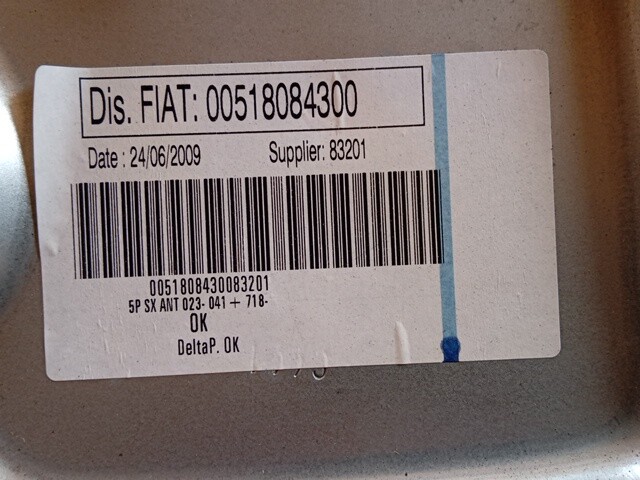 Dis. FIAT: 00518084300
Date : 24/06/2009 Supplier: 83201
0051808430083201
5P SX ANT 023- 041 + 718-
OK
DeltaP. OK